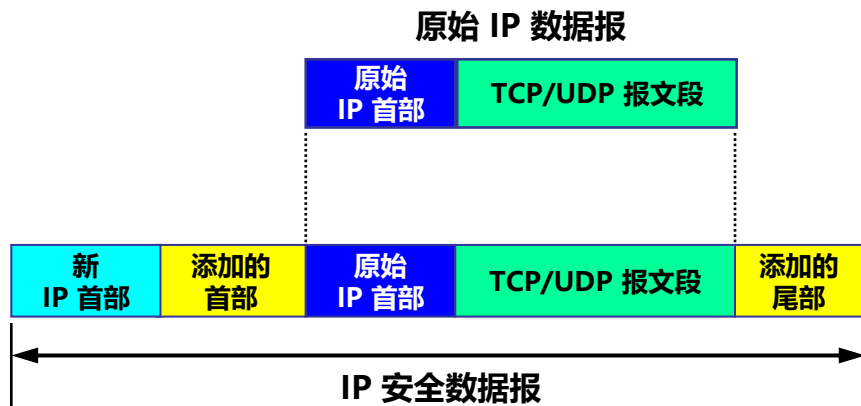 原始 IP 数据报
原始
IP 首部
TCP/UDP 报文段
新
IP 首部
添加的
首部
原始
IP 首部
TCP/UDP 报文段
添加的
尾部
IP 安全数据报